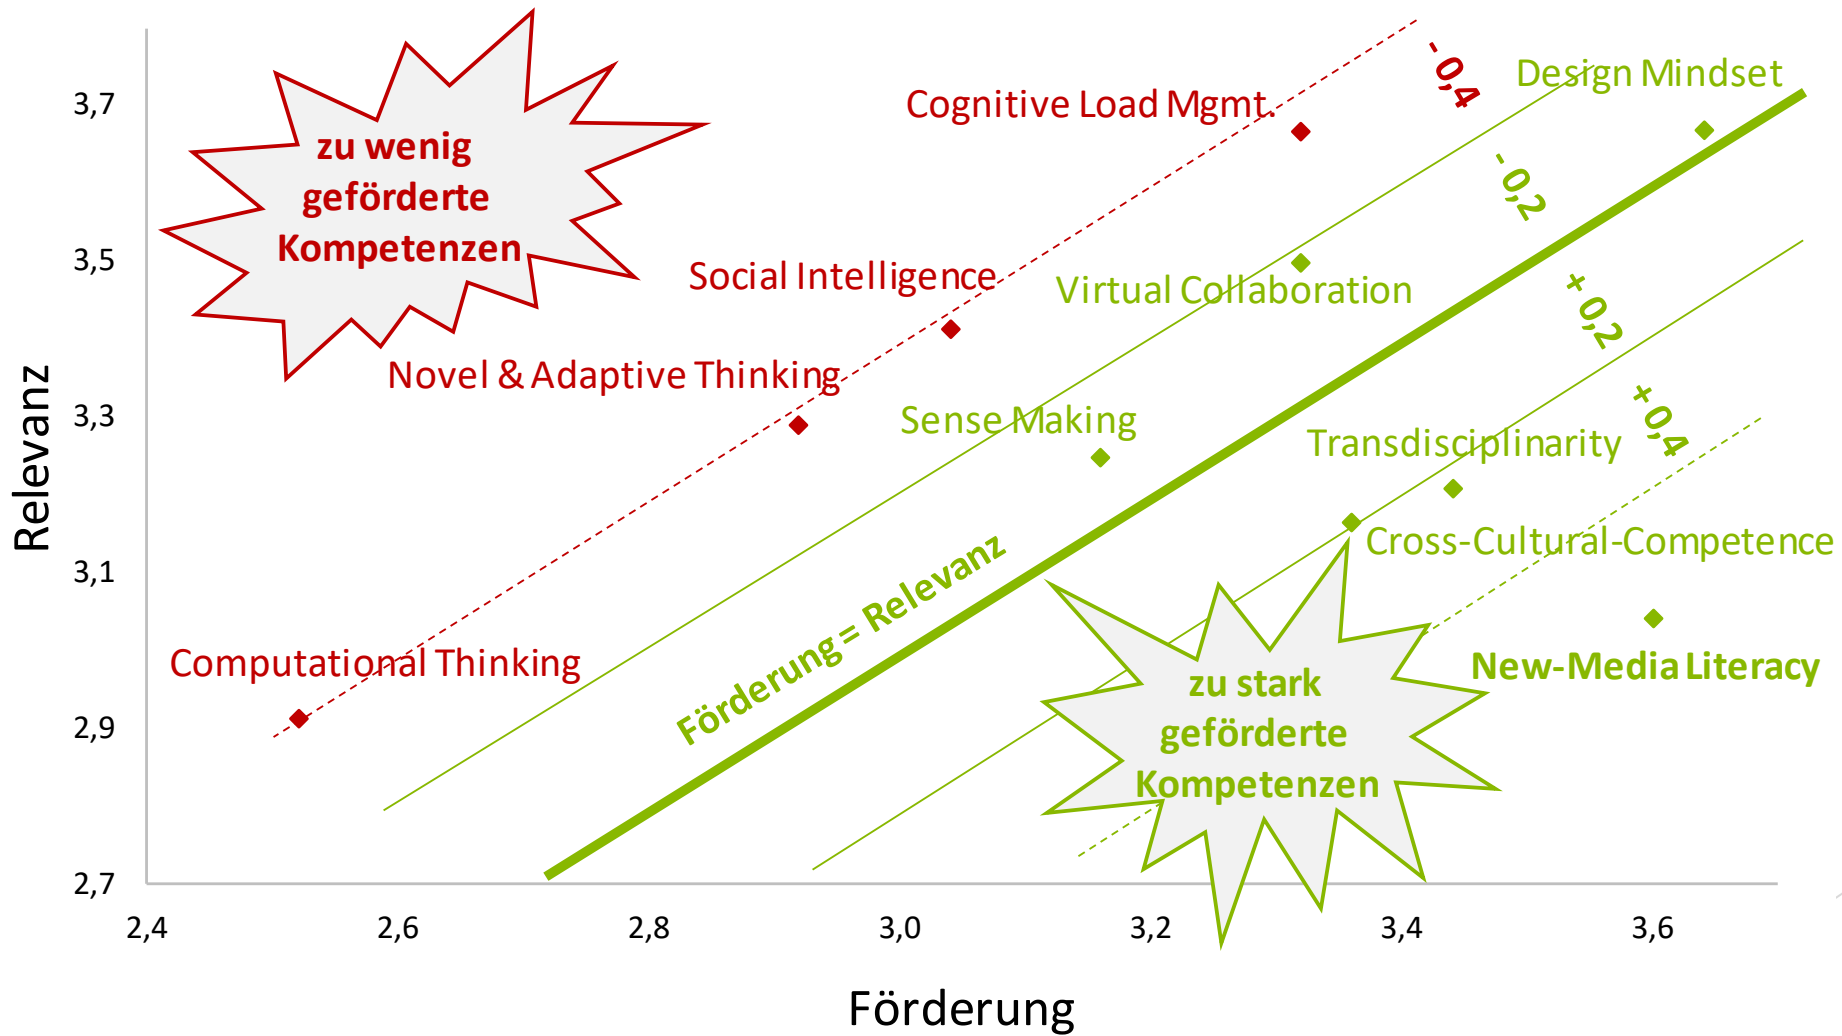 Design Mindset
- 0,4
Cognitive Load Mgmt.
3,7
zu wenig
geförderte
Kompetenzen
- 0,2
3,5
Social Intelligence
Virtual Collaboration
+ 0,2
Novel & Adaptive Thinking
3,3
Sense Making
+ 0,4
Transdisciplinarity
Relevanz
Cross-Cultural-Competence
3,1
Förderung = Relevanz
Computational Thinking
New-Media Literacy
zu stark
geförderte
Kompetenzen
2,9
2,7
2,4 2,6 2,8 3,0 3,2 3,4 3,6
Förderung